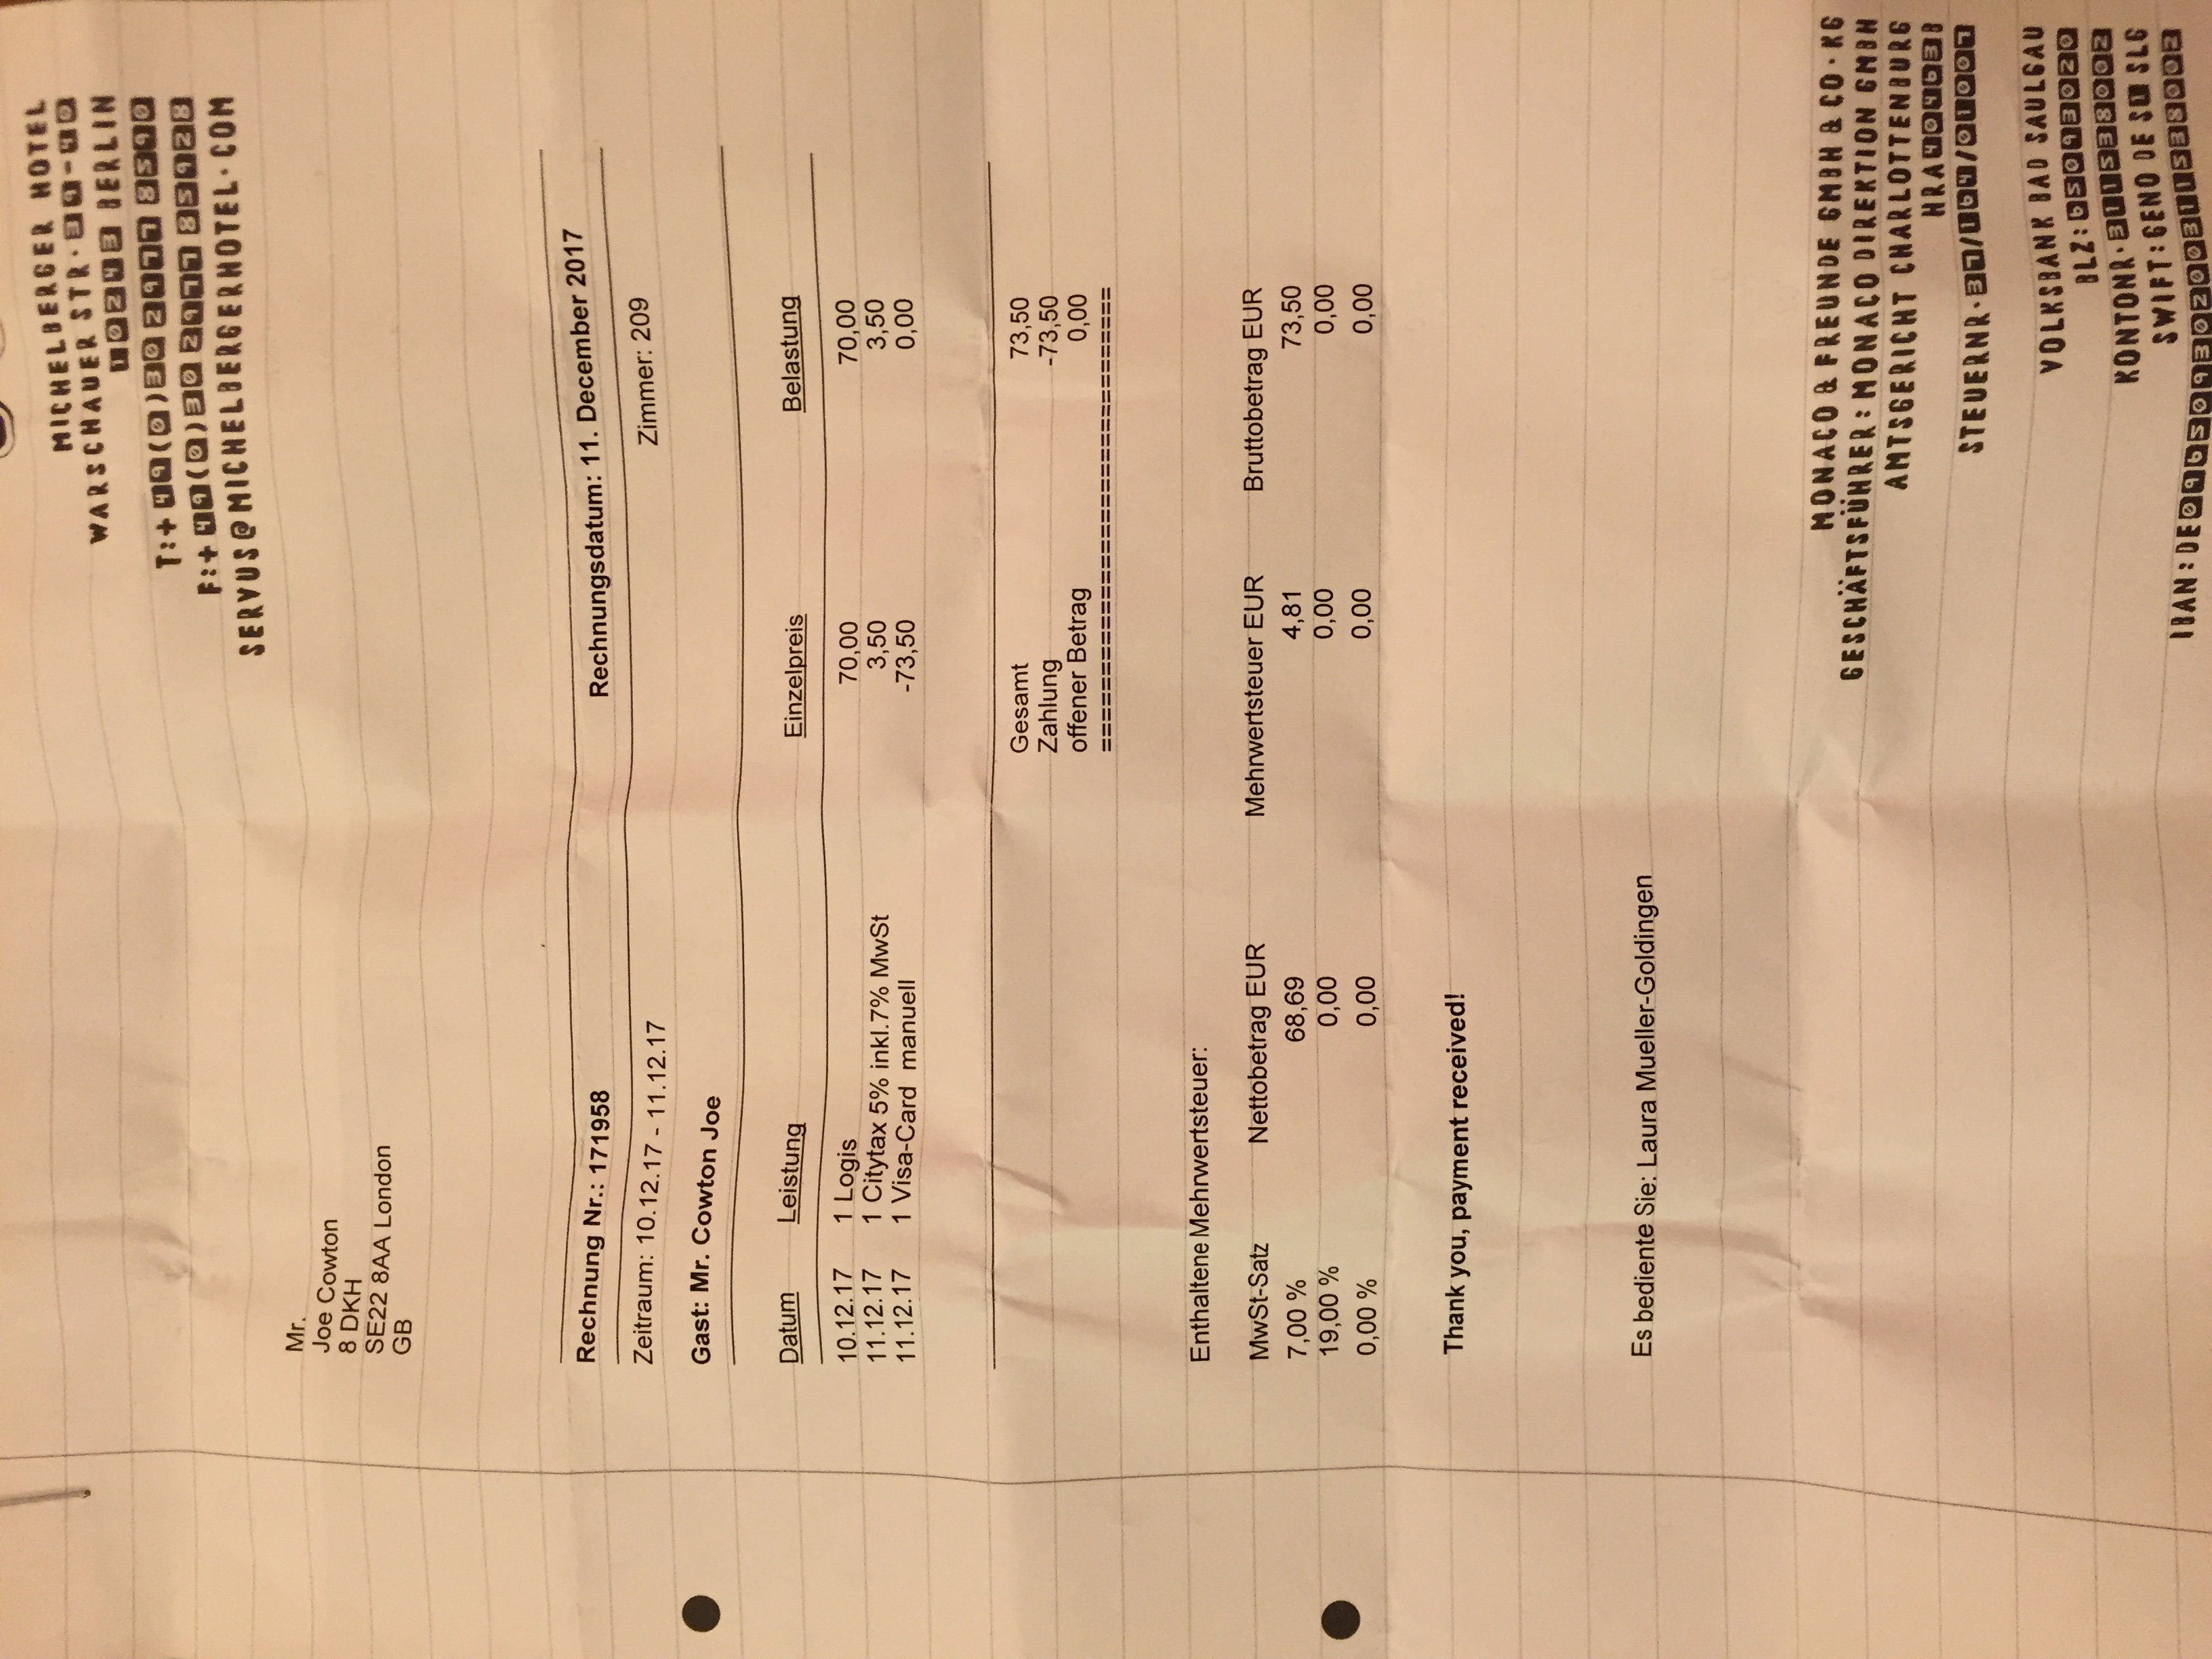 MICHELBERGER HOTEL
WARSCHAUER STR. 39-40
10243 BERLIN
T:+ 49(0)30 2977 8590
F:+ 49(0)30 2977 85928
SERVUS@MICHELBERGERHOTEL.COM
Mr.
Joe Cowton
8 DKH
SE22 8AA London
GB
Rechnung Nr.: 171958 Rechnungsdatum: 11. December 2017
Zeitraum: 10.12.17 - 11.12.17 Zimmer: 209
Gast: Mr. Cowton Joe
Datum Leistung Einzelpreis Belastung
10.12.17 1 Logis 70,00 70,00
11.12.17 1 Citytax 5% inkl.7% MwSt 3,50 3,50
11.12.17 1 Visa-Card manuell -73,50 0,00
Gesamt 73,50
Zahlung -73,50
offener Betrag 0,00
===============================
Enthaltene Mehrwertsteuer:
MwSt-Satz Nettobetrag EUR Mehrwertsteuer EUR Bruttobetrag EUR
7,00 % 68,69 4,81 73,50
19,00 % 0,00 0,00 0,00
0,00 % 0,00 0,00 0,00
Thank you, payment received!
Es bediente Sie: Laura Mueller-Goldingen
MONACO & FREUNDE GMBH & CO. KG
GESCHÄFTSFÜHRER: MONACO DIREKTION GMBH
AMTSGERICHT CHARLOTTENBURG
HRA
STEUERNR. 37/164/01007
VOLKSBANK BAD SAULGAU
BLZ: 65093020
KONTONR. 311538002
SWIFT: GENO DE S1 SLG
IBAN: DE09650930200311538002